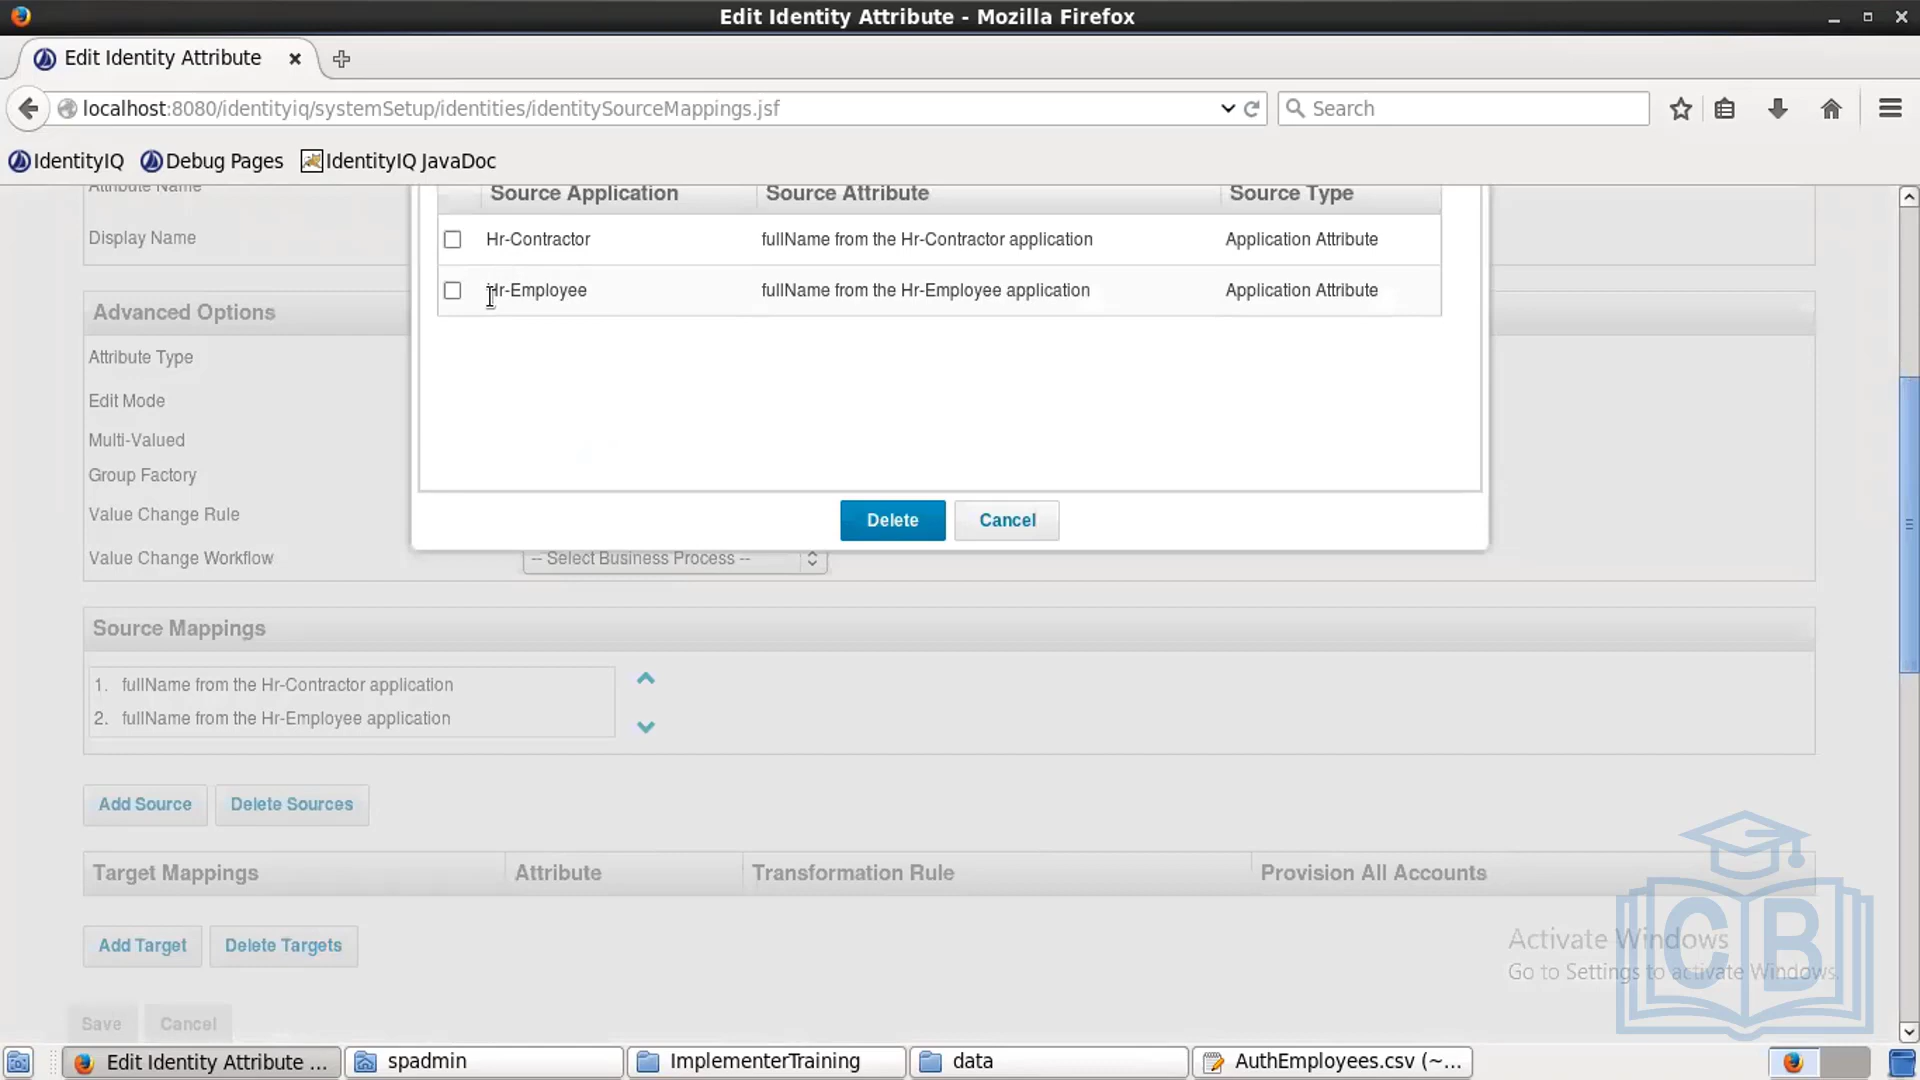 Edit Identity Attribute - Mozilla Firefox
Edit Identity Attribute
localhost:8080/identityiq/systemSetup/identities/identitySourceMappings.jsf
Search
IdentityIQ Debug Pages IdentityIQ JavaDoc
Attribute Name
Source Application Source Attribute Source Type
Display Name
Hr-Contractor fullName from the Hr-Contractor application Application Attribute
Hr-Employee fullName from the Hr-Employee application Application Attribute
Advanced Options
Attribute Type
Edit Mode
Multi-Valued
Group Factory
Value Change Rule
Delete Cancel
Value Change Workflow -- Select Business Process --
Source Mappings
1. fullName from the Hr-Contractor application
2. fullName from the Hr-Employee application
Add Source Delete Sources
Target Mappings Attribute Transformation Rule Provision All Accounts
Add Target Delete Targets
Activate Windows
Go to Settings to activate Windows.
CB
Save Cancel
Edit Identity Attribute ... spadmin ImplementerTraining data AuthEmployees.csv (~...